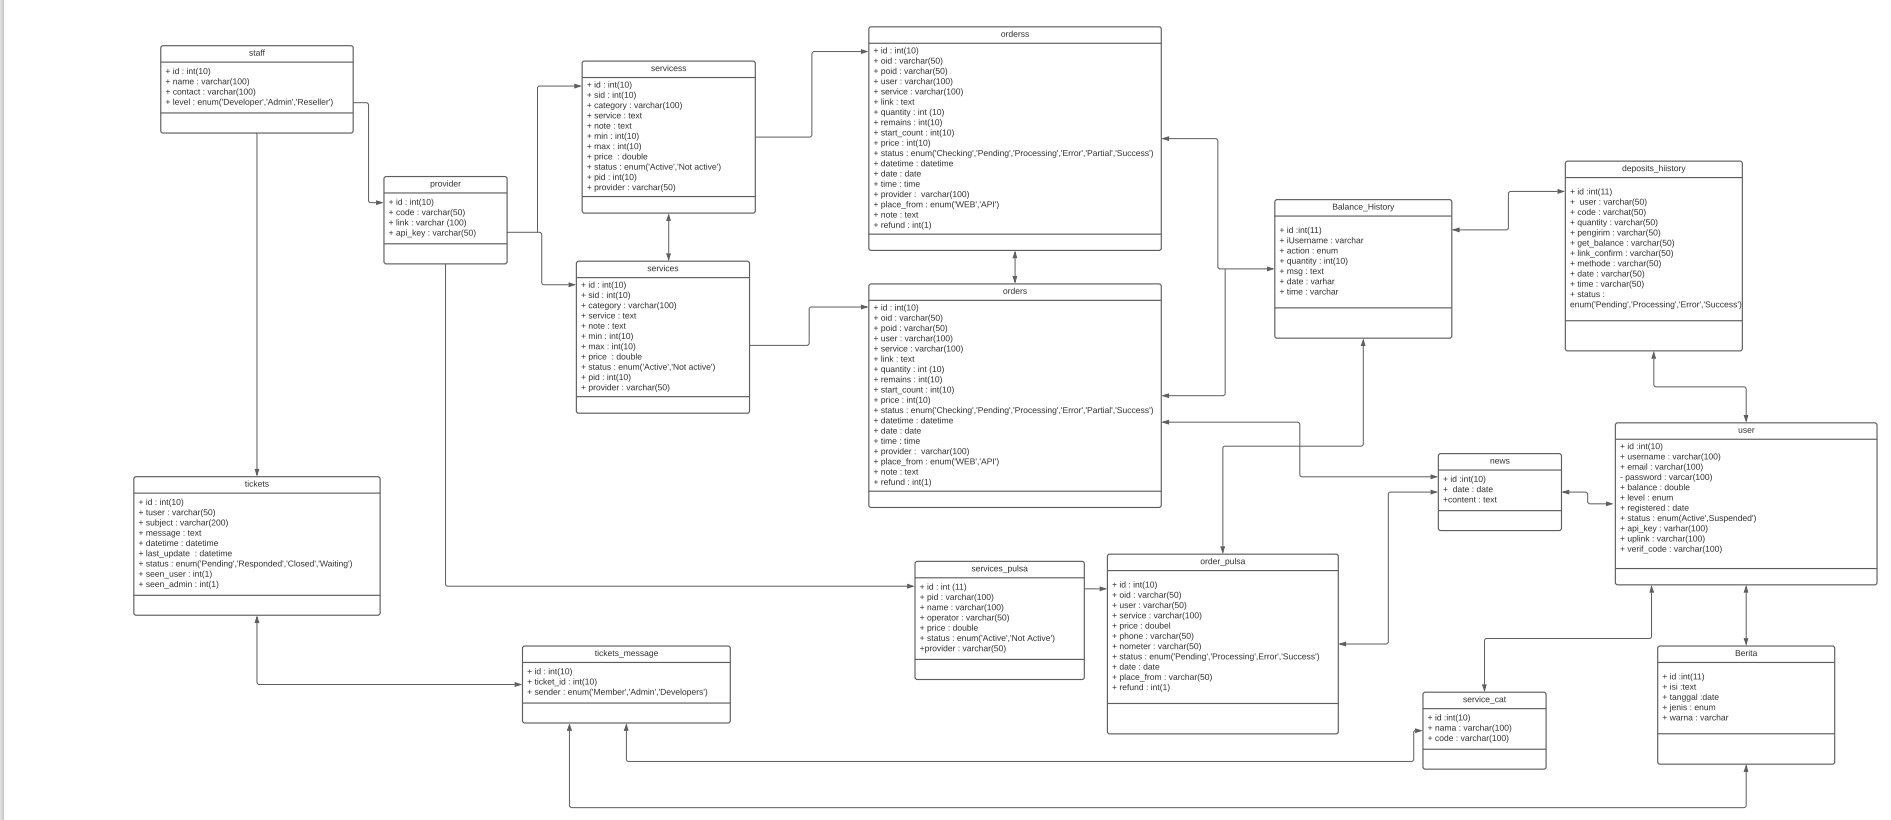 staff
+ id : int(10)
+ name : varchar(100)
+ contact : varchar(100)
+ level : enum('Developer','Admin','Reseller')
provider
+ id : int(10)
+ code : varchar(50)
+ link : varchar (100)
+ api_key : varchar(50)
servicess
+ id : int(10)
+ sid : int(10)
+ category : varchar(100)
+ service : text
+ note : text
+ min : int(10)
+ max : int(10)
+ price  : double
+ status : enum('Active','Not active')
+ pid : int(10)
+ provider : varchar(50)
services
+ id : int(10)
+ sid : int(10)
+ category : varchar(100)
+ service : text
+ note : text
+ min : int(10)
+ max : int(10)
+ price  : double
+ status : enum('Active','Not active')
+ pid : int(10)
+ provider : varchar(50)
orderss
+ id : int(10)
+ oid : varchar(50)
+ poid : varchar(50)
+ user : varchar(100)
+ service : varchar(100)
+ link : text
+ quantity : int (10)
+ remains : int(10)
+ start_count : int(10)
+ price : int(10)
+ status : enum('Checking','Pending','Processing','Error','Partial','Success')
+ datetime : datetime
+ date : date
+ time : time
+ provider :  varchar(100)
+ place_from : enum('WEB','API')
+ note : text
+ refund : int(1)
orders
+ id : int(10)
+ oid : varchar(50)
+ poid : varchar(50)
+ user : varchar(100)
+ service : varchar(100)
+ link : text
+ quantity : int (10)
+ remains : int(10)
+ start_count : int(10)
+ price : int(10)
+ status : enum('Checking','Pending','Processing','Error','Partial','Success')
+ datetime : datetime
+ date : date
+ time : time
+ provider :  varchar(100)
+ place_from : enum('WEB','API')
+ note : text
+ refund : int(1)
Balance_History
+ id :int(11)
+ iUsername : varchar
+ action : enum
+ quantity : int(10)
+ msg : text
+ date : varhar
+ time : varchar
deposits_hiistory
+ id :int(11)
+  user : varchar(50)
+ code : varchat(50)
+ quantity : varchar(50)
+ pengirim : varchar(50)
+ get_balance : varchar(50)
+ link_confirm : varchar(50)
+ methode : varchar(50)
+ date : varchar(50)
+ time : varchar(50)
+ status :
enum('Pending','Processing','Error','Success')
user
+ id :int(10)
+ username : varchar(100)
+ email : varchar(100)
- password : varcar(100)
+ balance : double
+ level : enum
+ registered : date
+ status : enum(Active',Suspended')
+ api_key : varhar(100)
+ uplink : varchar(100)
+ verif_code : varchar(100)
news
+ id :int(10)
+  date : date
+content : text
tickets
+ id : int(10)
+ tuser : varchar(50)
+ subject : varchar(200)
+ message : text
+ datetime : datetime
+ last_update  : datetime
+ status : enum('Pending','Responded','Closed','Waiting')
+ seen_user : int(1)
+ seen_admin : int(1)
tickets_message
+ id : int(10)
+ ticket_id : int(10)
+ sender : enum('Member','Admin','Developers')
services_pulsa
+ id : int (11)
+ pid : varchar(100)
+ name : varchar(100)
+ operator : varchar(50)
+ price : double
+ status : enum('Active','Not Active')
+provider : varchar(50)
order_pulsa
+ id : int(10)
+ oid : varchar(50)
+ user : varchar(50)
+ service : varchar(100)
+ price : doubel
+ phone : varchar(50)
+ nometer : varchar(50)
+ status : enum('Pending','Processing',Error','Success')
+ date : date
+ place_from : varchar(50)
+ refund : int(1)
service_cat
+ id :int(10)
+ nama : varchar(100)
+ code : varchar(100)
Berita
+ id :int(11)
+ isi :text
+ tanggal :date
+ jenis : enum
+ warna : varchar